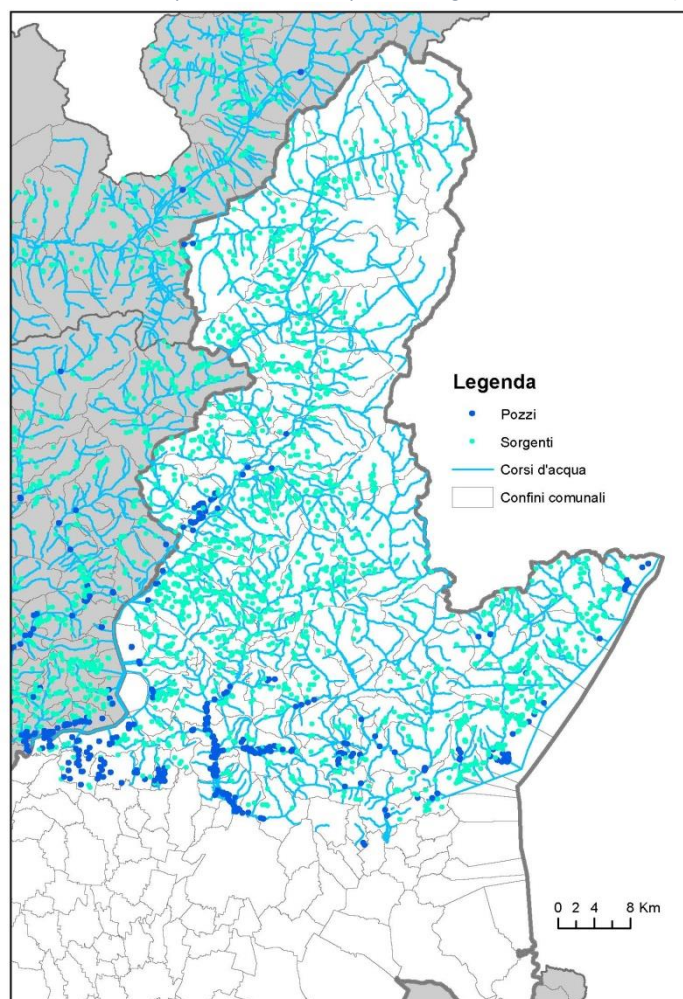 Legenda
Pozzi
Sorgenti
Corsi d'acqua
Confini comunali
0 2 4 8 Km